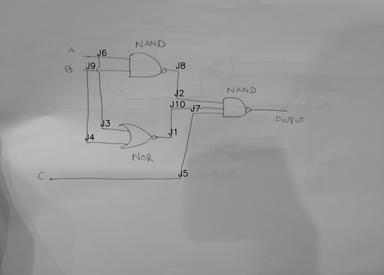 NAND
A J6
B J9 J8
NAND
J2
J10 J7
Output
J3
J4 J1
NOR
C J5